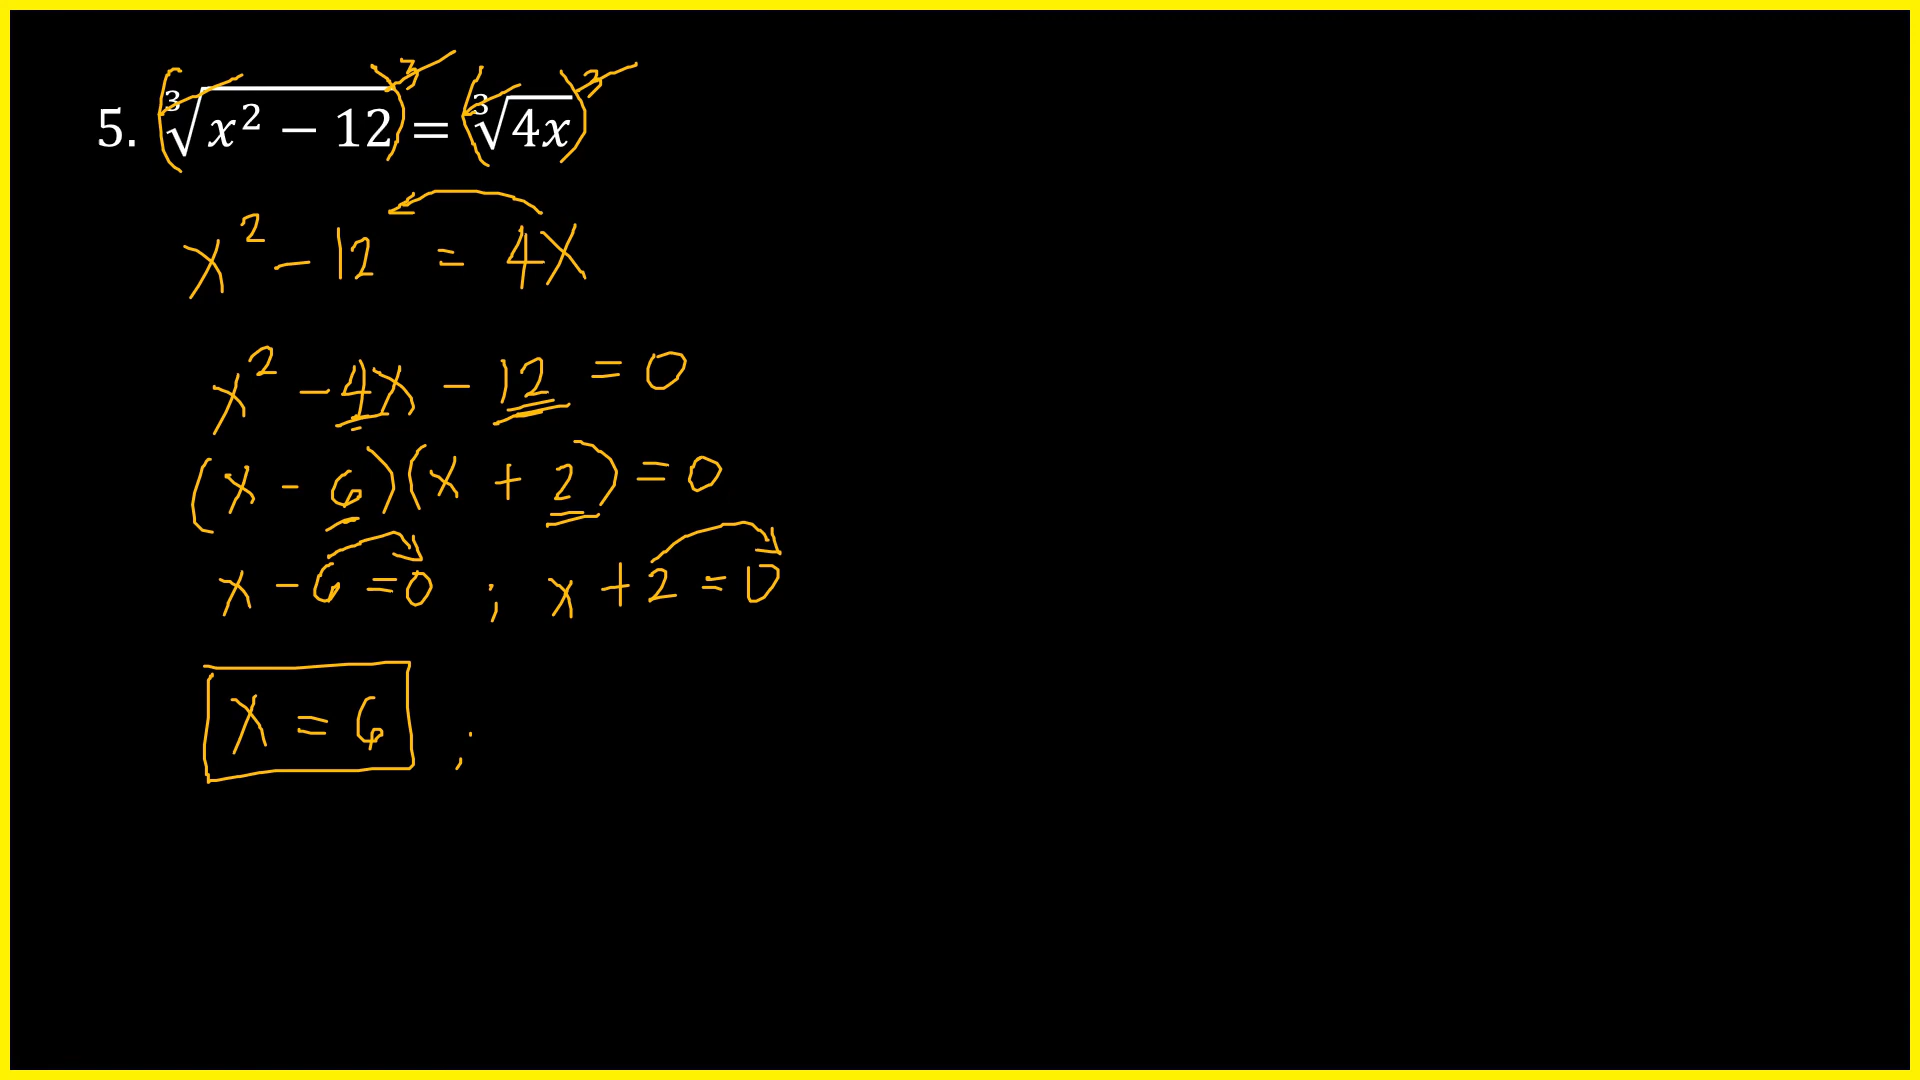 5. (∛(x² − 12))³ = (∛(4x))³
x² − 12 = 4x
x² − 4x − 12 = 0
(x − 6)(x + 2) = 0
x − 6 = 0 ; x + 2 = 0
x = 6 ;